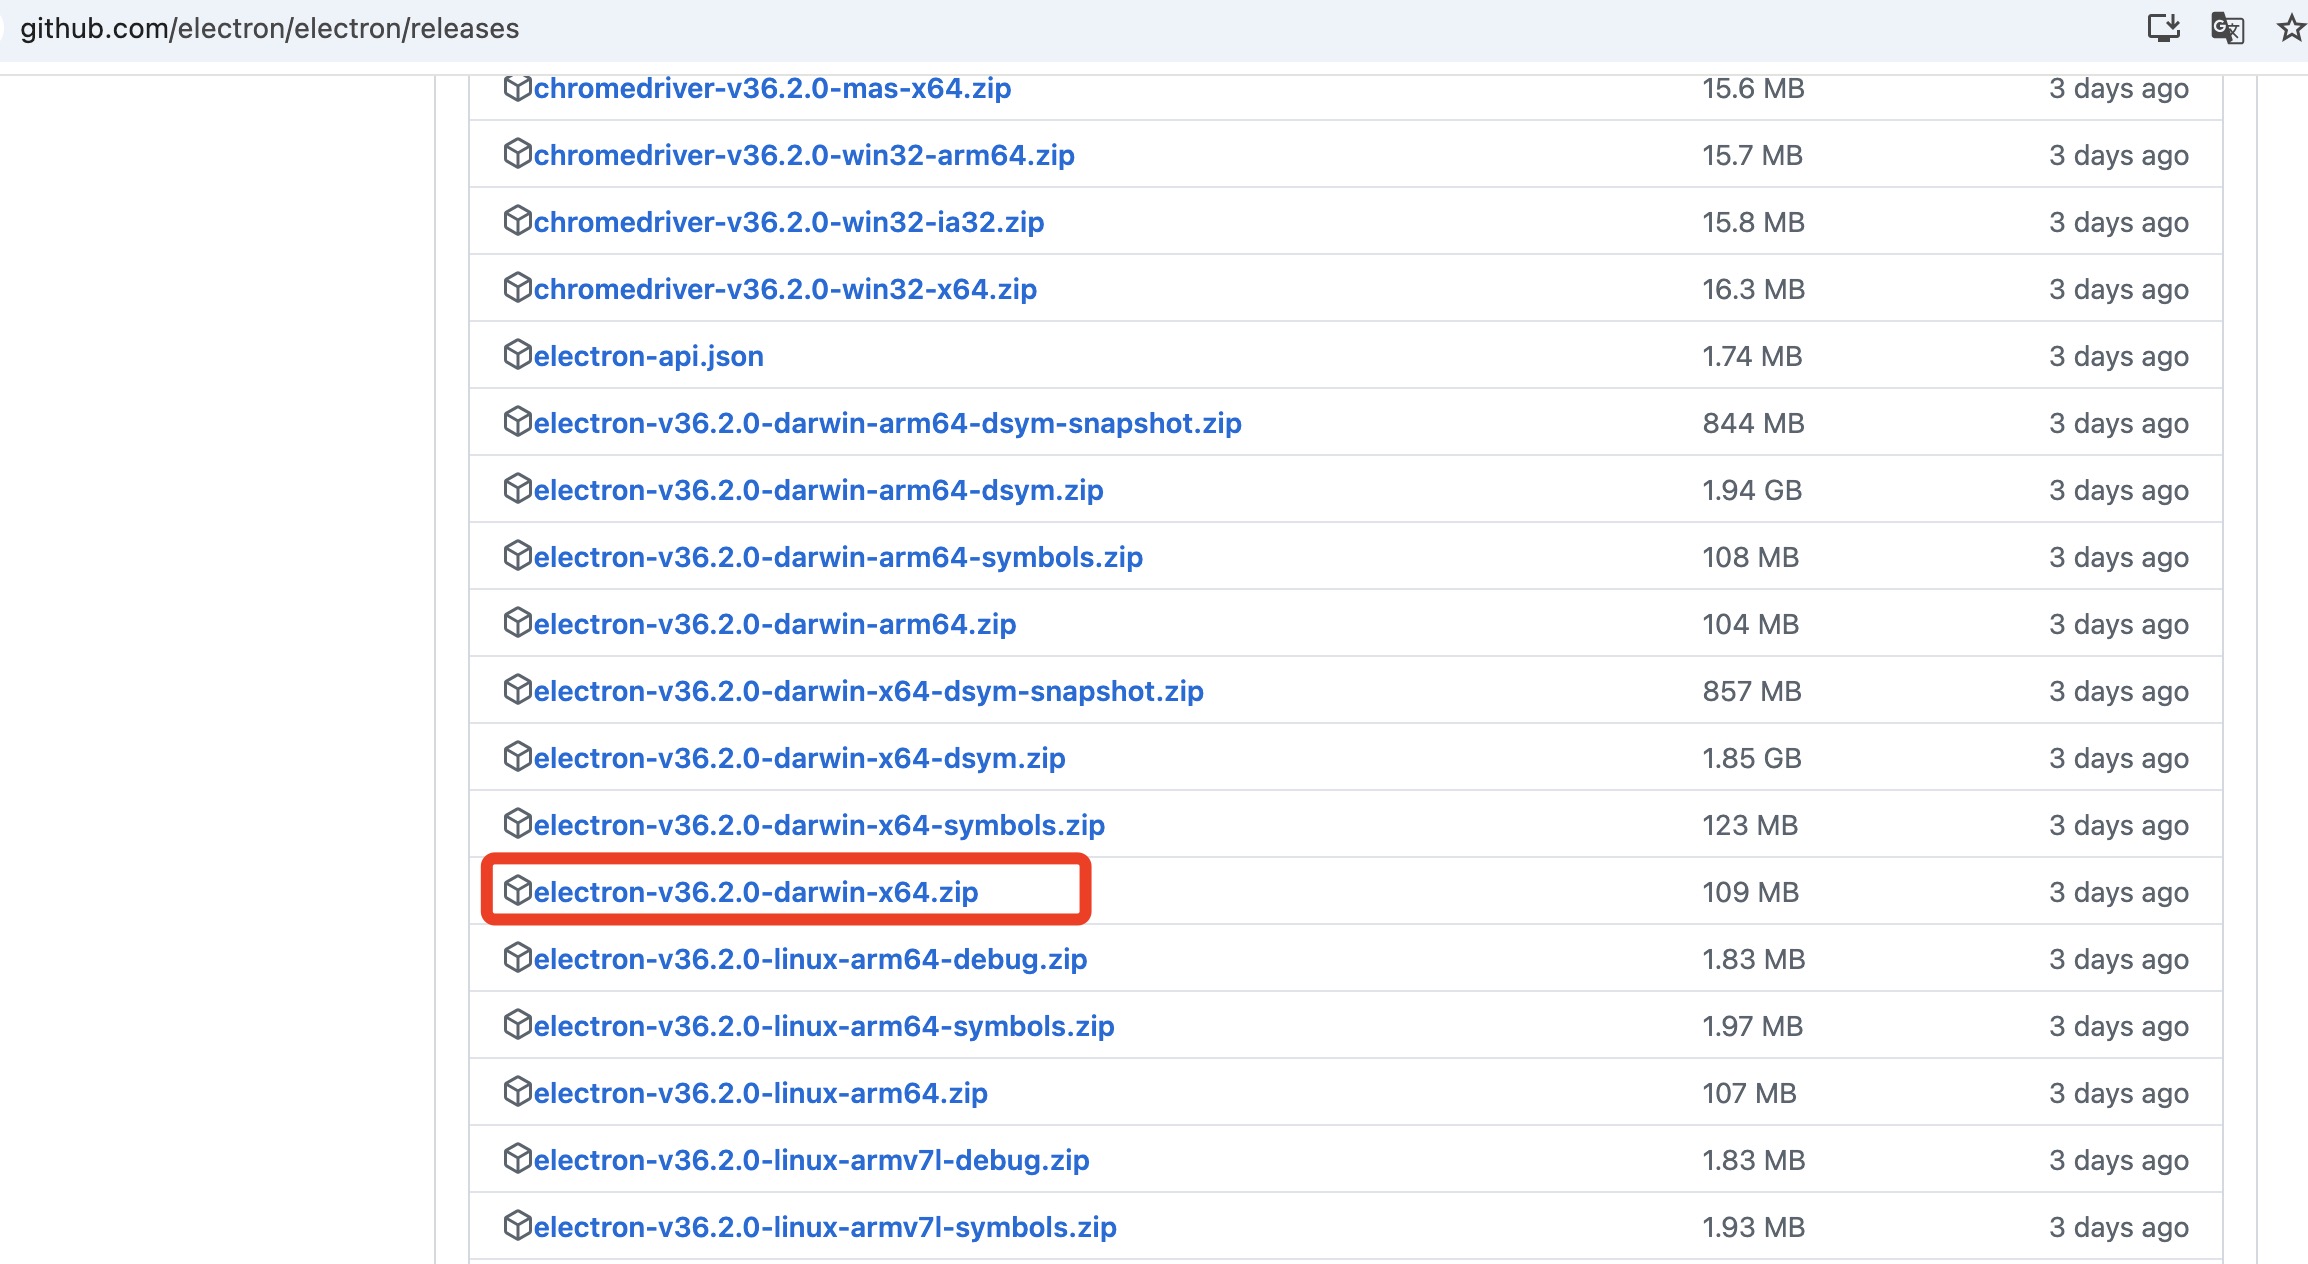 github.com/electron/electron/releases
chromedriver-v36.2.0-mas-x64.zip 15.6 MB 3 days ago
chromedriver-v36.2.0-win32-arm64.zip 15.7 MB 3 days ago
chromedriver-v36.2.0-win32-ia32.zip 15.8 MB 3 days ago
chromedriver-v36.2.0-win32-x64.zip 16.3 MB 3 days ago
electron-api.json 1.74 MB 3 days ago
electron-v36.2.0-darwin-arm64-dsym-snapshot.zip 844 MB 3 days ago
electron-v36.2.0-darwin-arm64-dsym.zip 1.94 GB 3 days ago
electron-v36.2.0-darwin-arm64-symbols.zip 108 MB 3 days ago
electron-v36.2.0-darwin-arm64.zip 104 MB 3 days ago
electron-v36.2.0-darwin-x64-dsym-snapshot.zip 857 MB 3 days ago
electron-v36.2.0-darwin-x64-dsym.zip 1.85 GB 3 days ago
electron-v36.2.0-darwin-x64-symbols.zip 123 MB 3 days ago
electron-v36.2.0-darwin-x64.zip 109 MB 3 days ago
electron-v36.2.0-linux-arm64-debug.zip 1.83 MB 3 days ago
electron-v36.2.0-linux-arm64-symbols.zip 1.97 MB 3 days ago
electron-v36.2.0-linux-arm64.zip 107 MB 3 days ago
electron-v36.2.0-linux-armv7l-debug.zip 1.83 MB 3 days ago
electron-v36.2.0-linux-armv7l-symbols.zip 1.93 MB 3 days ago